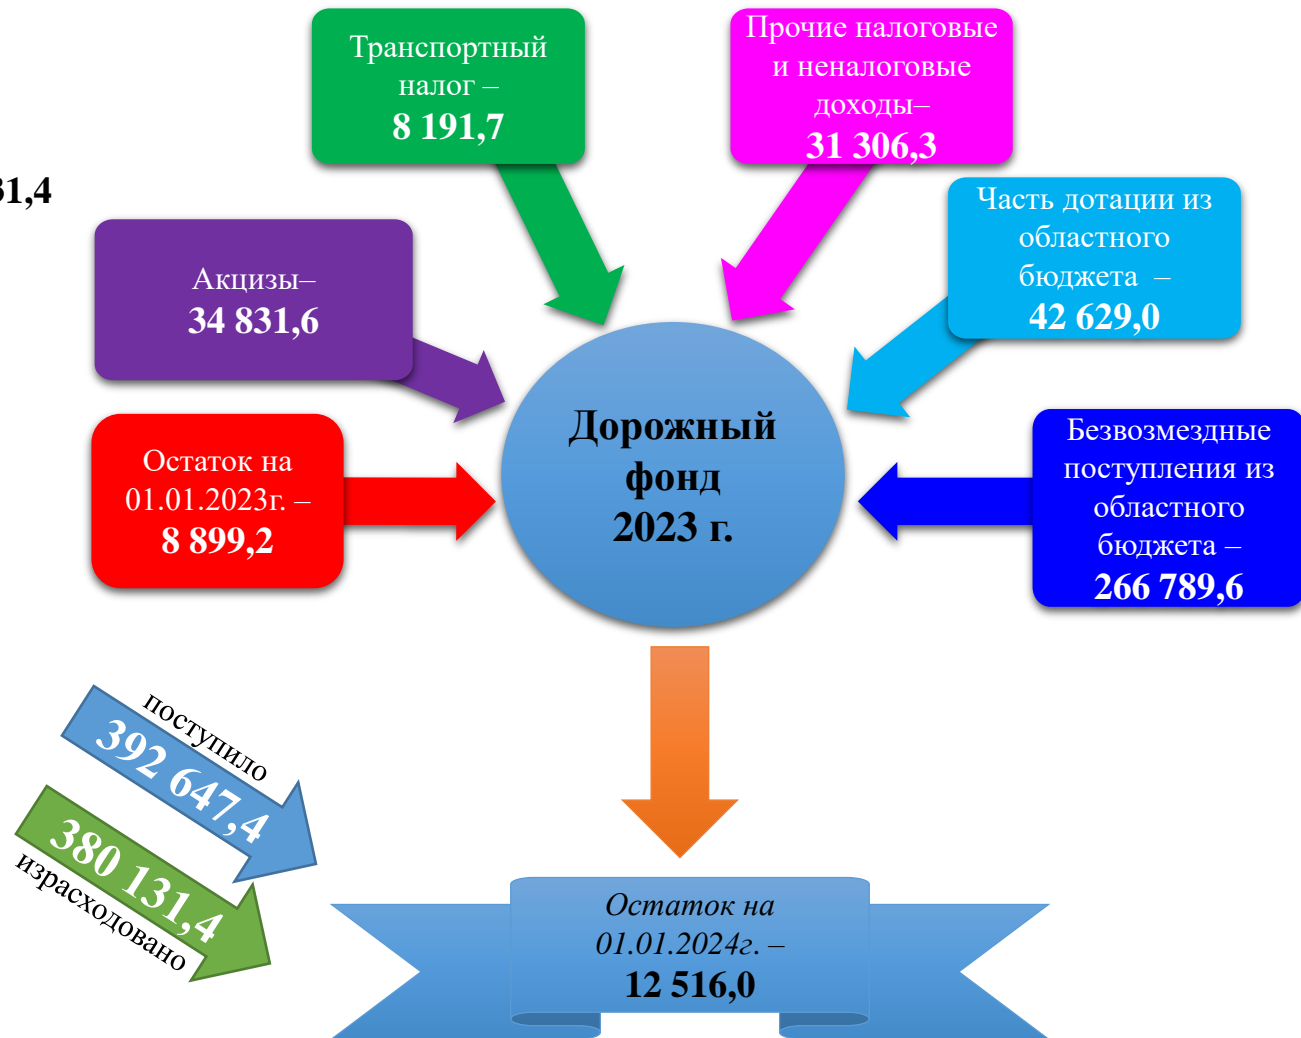 Транспортный
налог –
8 191,7
Прочие налоговые
и неналоговые
доходы–
31 306,3
31,4
Акцизы–
34 831,6
Часть дотации из
областного
бюджета –
42 629,0
Остаток на
01.01.2023г. –
8 899,2
Дорожный
фонд
2023 г.
Безвозмездные
поступления из
областного
бюджета –
266 789,6
поступило
392 647,4
380 131,4
израсходовано
Остаток на
01.01.2024г. –
12 516,0